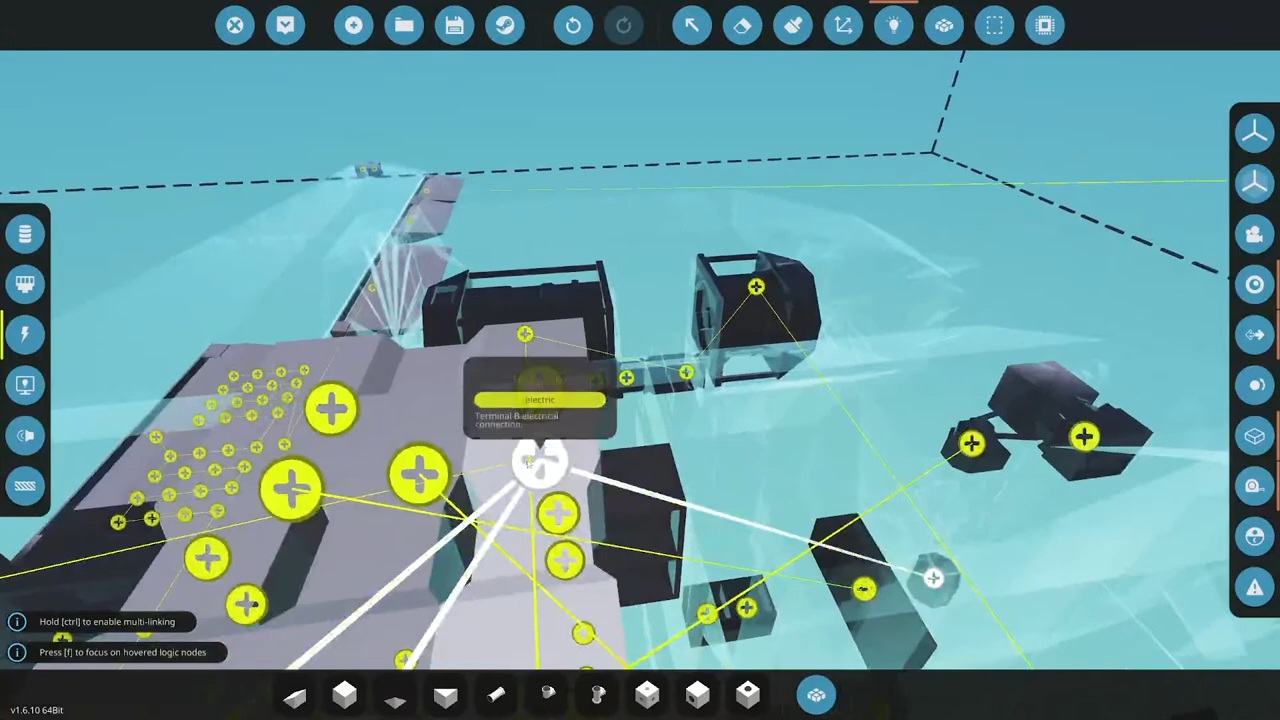 electric
Terminal B electrical
connection.
Hold [ctrl] to enable multi-linking
Press [f] to focus on hovered logic nodes
v1.6.10 64Bit